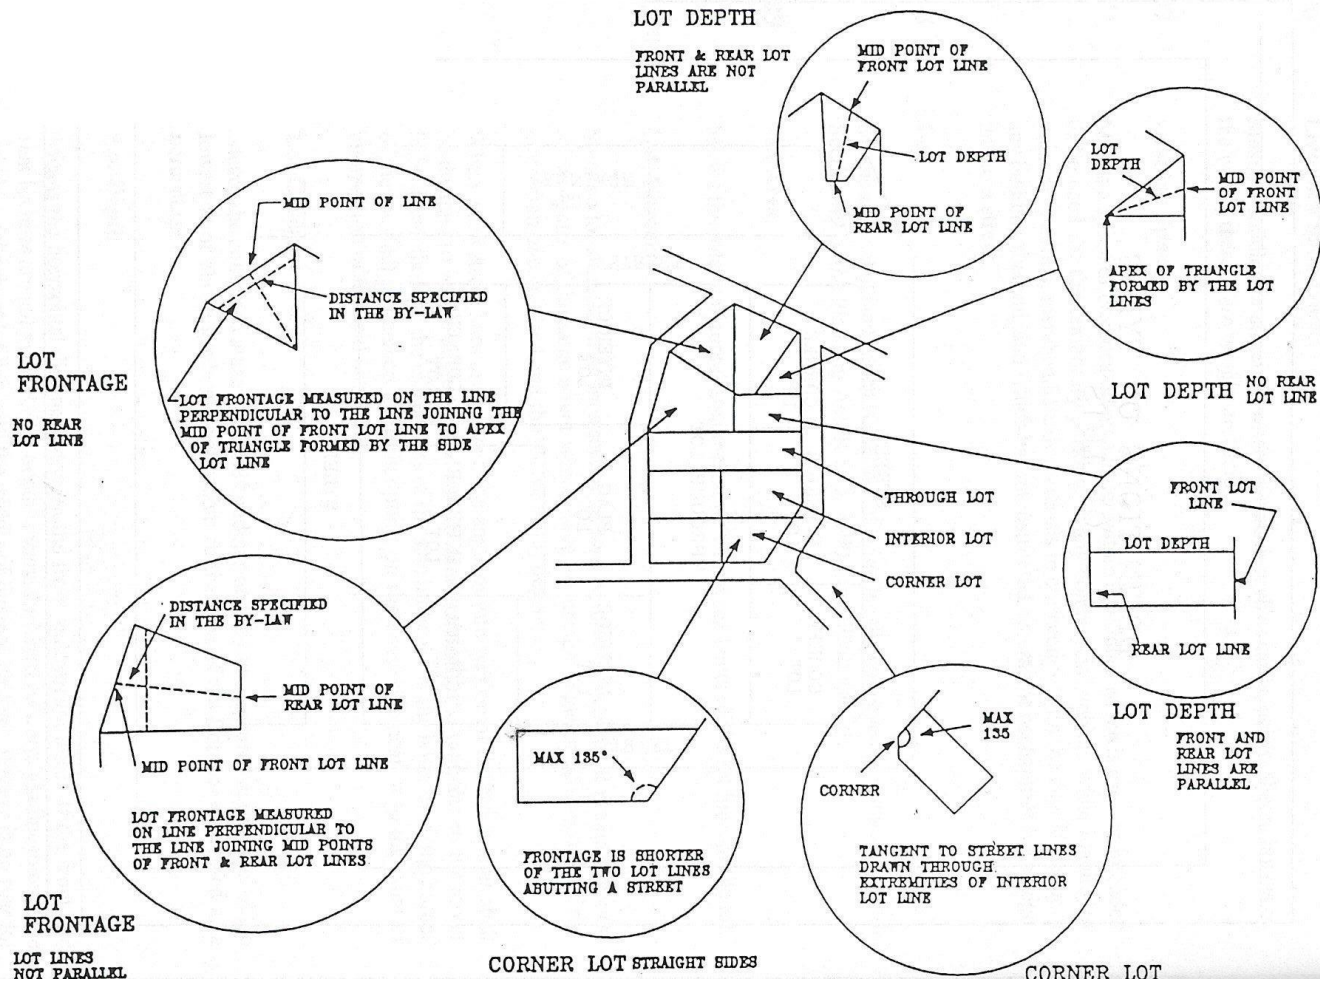 LOT DEPTH
FRONT & REAR LOT
LINES ARE NOT
PARALLEL
MID POINT OF
FRONT LOT LINE
LOT DEPTH
MID POINT OF
REAR LOT LINE
LOT
DEPTH
MID POINT
OF FRONT
LOT LINE
APEX OF TRIANGLE
FORMED BY THE LOT
LINES
LOT DEPTH NO REAR
LOT LINE
MID POINT OF LINE
DISTANCE SPECIFIED
IN THE BY-LAW
LOT FRONTAGE MEASURED ON THE LINE
PERPENDICULAR TO THE LINE JOINING THE
MID POINT OF FRONT LOT LINE TO APEX
OF TRIANGLE FORMED BY THE SIDE
LOT LINE
LOT
FRONTAGE
NO REAR
LOT LINE
THROUGH LOT
INTERIOR LOT
CORNER LOT
FRONT LOT
LINE
LOT DEPTH
REAR LOT LINE
LOT DEPTH
FRONT AND
REAR LOT
LINES ARE
PARALLEL
DISTANCE SPECIFIED
IN THE BY-LAW
MID POINT OF
REAR LOT LINE
MID POINT OF FRONT LOT LINE
LOT FRONTAGE MEASURED
ON LINE PERPENDICULAR TO
THE LINE JOINING MID POINTS
OF FRONT & REAR LOT LINES
LOT
FRONTAGE
LOT LINES
NOT PARALLEL
MAX 135°
FRONTAGE IS SHORTER
OF THE TWO LOT LINES
ABUTTING A STREET
CORNER LOT STRAIGHT SIDES
MAX
135
CORNER
TANGENT TO STREET LINES
DRAWN THROUGH
EXTREMITIES OF INTERIOR
LOT LINE
CORNER LOT